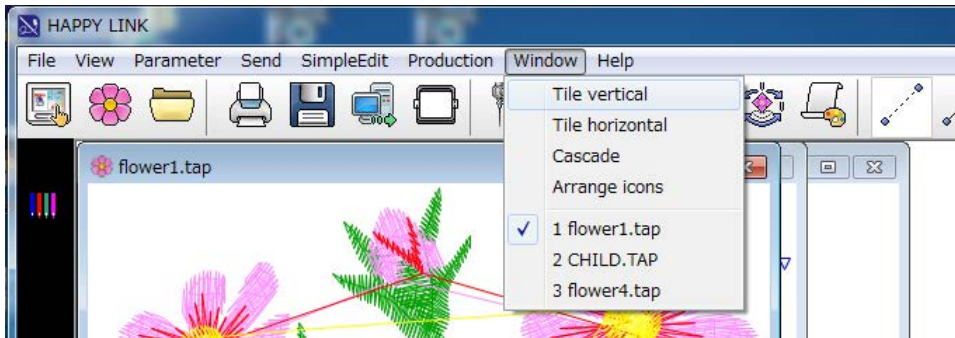 HAPPY LINK
File View Parameter Send SimpleEdit Production Window Help
Tile vertical
Tile horizontal
Cascade
Arrange icons
✓ 1 flower1.tap
2 CHILD.TAP
3 flower4.tap
flower1.tap